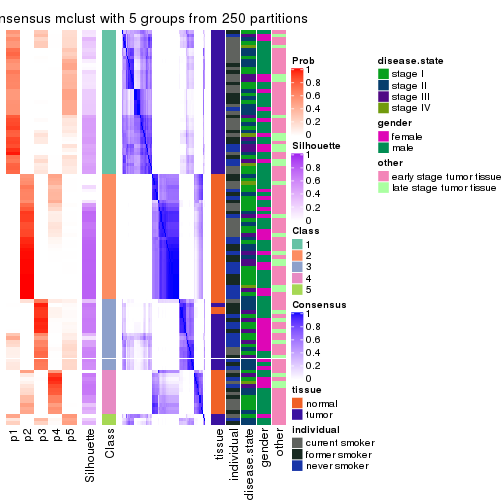 nsensus mclust with 5 groups from 250 partitions
Prob
1
0.8
0.6
0.4
0.2
0
Silhouette
1
0.8
0.6
0.4
0.2
0
Class
1
2
3
4
5
Consensus
1
0.8
0.6
0.4
0.2
0
tissue
normal
tumor
individual
current smoker
former smoker
never smoker
disease.state
stage I
stage II
stage III
stage IV
gender
female
male
other
early stage tumor tissue
late stage tumor tissue
p1
p2
p3
p4
p5
Silhouette
Class
tissue
individual
disease.state
gender
other